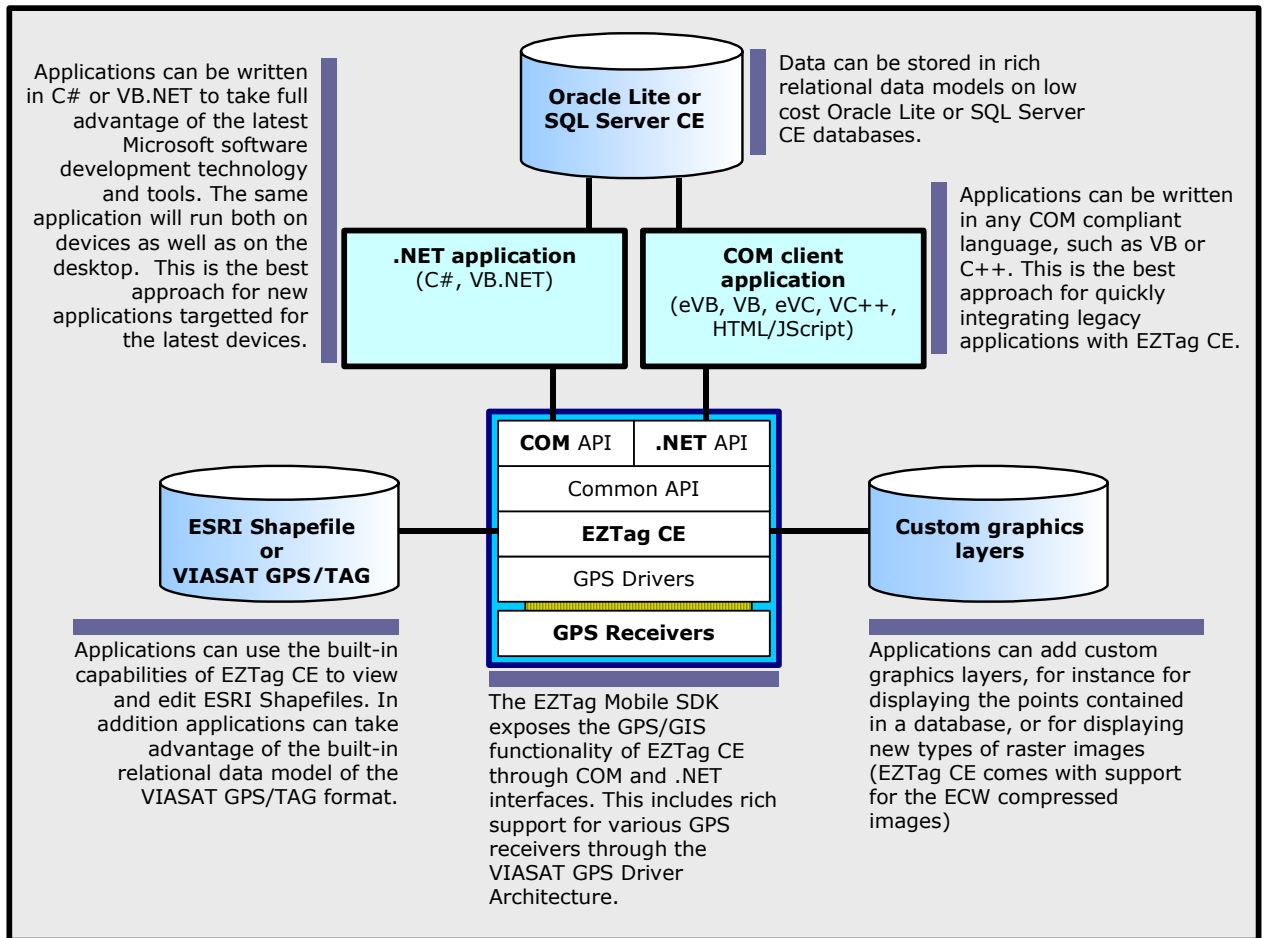 Applications can be written
in C# or VB.NET to take full
advantage of the latest
Microsoft software
development technology
and tools. The same
application will run both on
devices as well as on the
desktop.  This is the best
approach for new
applications targetted for
the latest devices.
Oracle Lite or
SQL Server CE
Data can be stored in rich
relational data models on low
cost Oracle Lite or SQL Server
CE databases.
.NET application
(C#, VB.NET)
COM client
application
(eVB, VB, eVC, VC++,
HTML/JScript)
Applications can be written
in any COM compliant
language, such as VB or
C++. This is the best
approach for quickly
integrating legacy
applications with EZTag CE.
COM API
.NET API
Common API
EZTag CE
GPS Drivers
GPS Receivers
ESRI Shapefile
or
VIASAT GPS/TAG
Custom graphics
layers
Applications can use the built-in
capabilities of EZTag CE to view
and edit ESRI Shapefiles. In
addition applications can take
advantage of the built-in
relational data model of the
VIASAT GPS/TAG format.
The EZTag Mobile SDK
exposes the GPS/GIS
functionality of EZTag CE
through COM and .NET
interfaces. This includes rich
support for various GPS
receivers through the
VIASAT GPS Driver
Architecture.
Applications can add custom
graphics layers, for instance for
displaying the points contained
in a database, or for displaying
new types of raster images
(EZTag CE comes with support
for the ECW compressed
images)